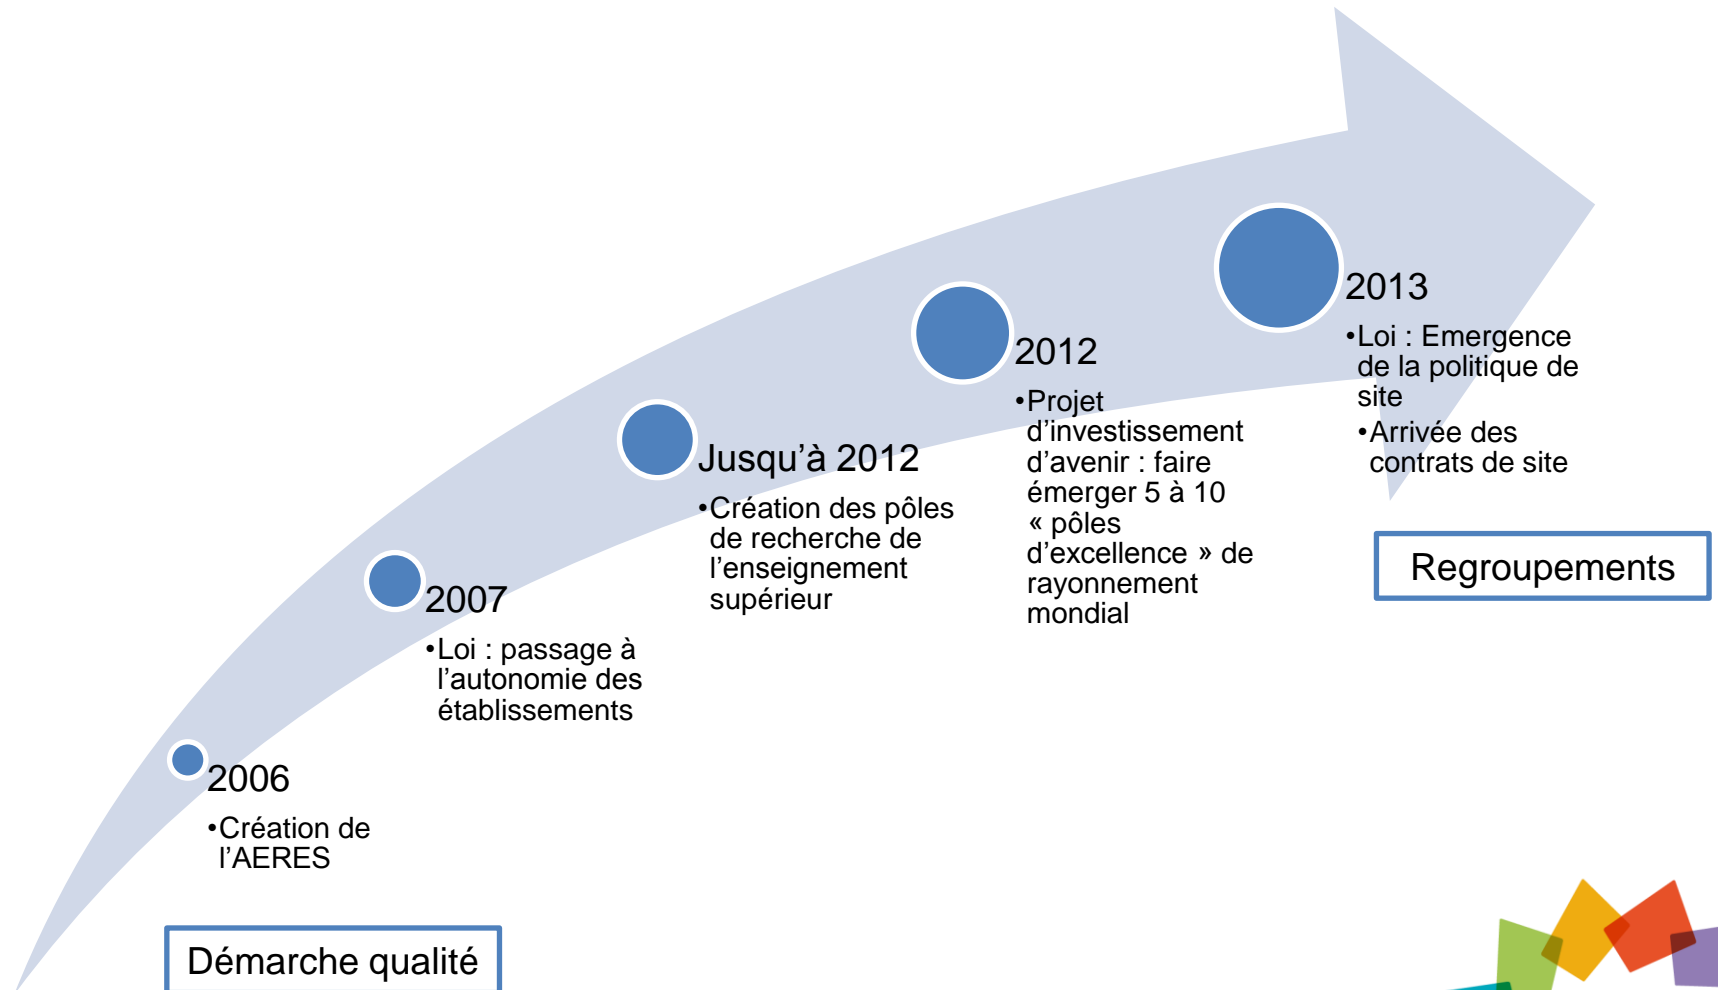 2006
•Création de
l’AERES
Démarche qualité
2007
•Loi : passage à
l’autonomie des
établissements
Jusqu’à 2012
•Création des pôles
de recherche de
l’enseignement
supérieur
2012
•Projet
d’investissement
d’avenir : faire
émerger 5 à 10
« pôles
d’excellence » de
rayonnement
mondial
2013
•Loi : Emergence
de la politique de
site
•Arrivée des
contrats de site
Regroupements